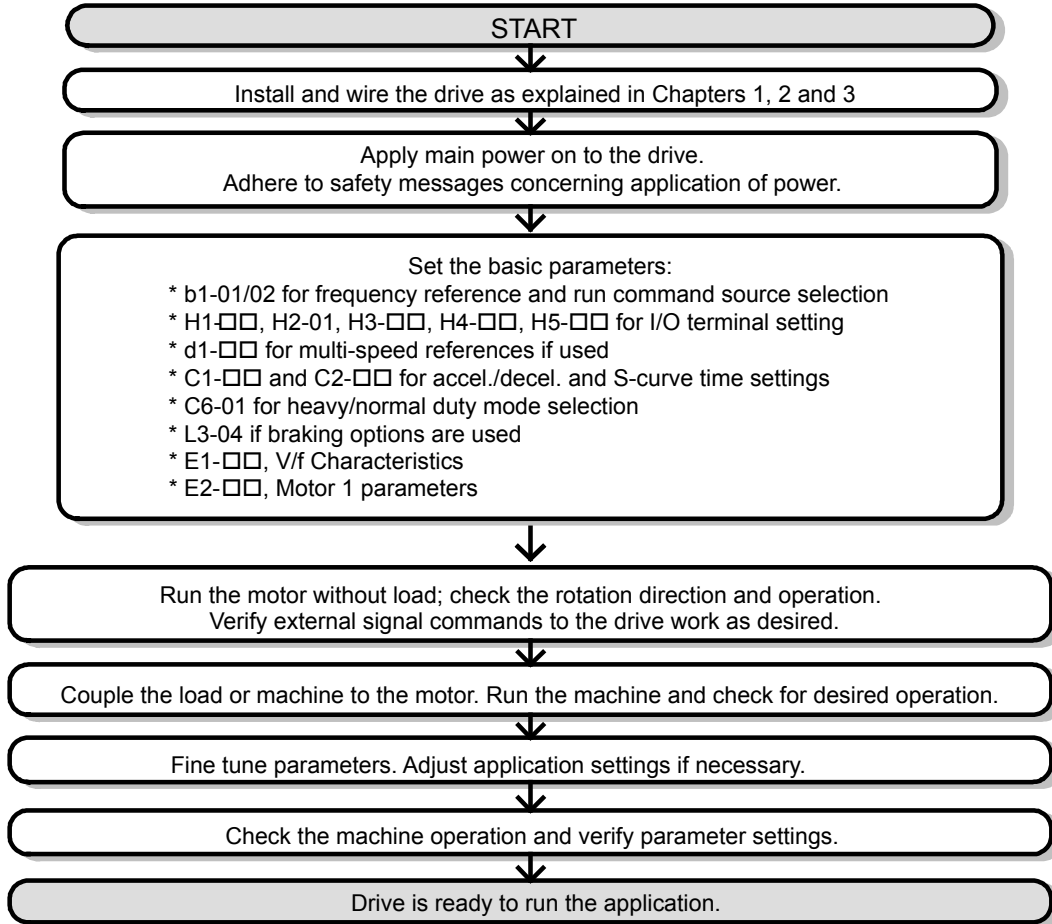 START
Install and wire the drive as explained in Chapters 1, 2 and 3
Apply main power on to the drive.
Adhere to safety messages concerning application of power.
Set the basic parameters:
* b1-01/02 for frequency reference and run command source selection
* H1-□□, H2-01, H3-□□, H4-□□, H5-□□ for I/O terminal setting
* d1-□□ for multi-speed references if used
* C1-□□ and C2-□□ for accel./decel. and S-curve time settings
* C6-01 for heavy/normal duty mode selection
* L3-04 if braking options are used
* E1-□□, V/f Characteristics
* E2-□□, Motor 1 parameters
Run the motor without load; check the rotation direction and operation.
Verify external signal commands to the drive work as desired.
Couple the load or machine to the motor. Run the machine and check for desired operation.
Fine tune parameters. Adjust application settings if necessary.
Check the machine operation and verify parameter settings.
Drive is ready to run the application.